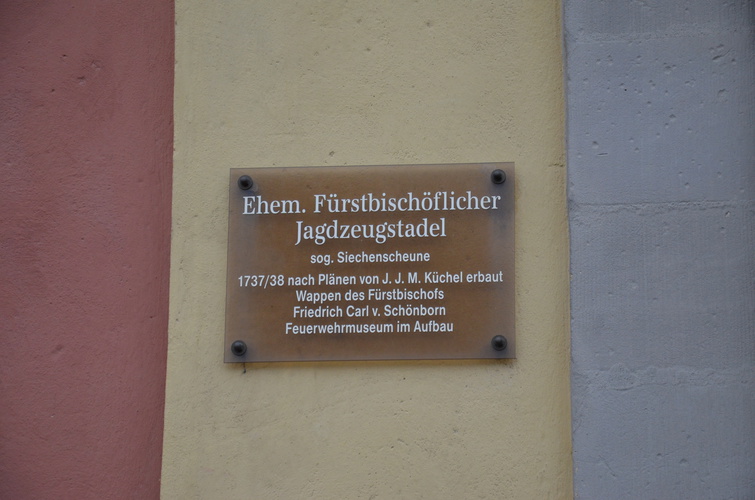 Ehem. Fürstbischöflicher
Jagdzeugstadel
sog. Siechenscheune
1737/38 nach Plänen von J. J. M. Küchel erbaut
Wappen des Fürstbischofs
Friedrich Carl v. Schönborn
Feuerwehrmuseum im Aufbau